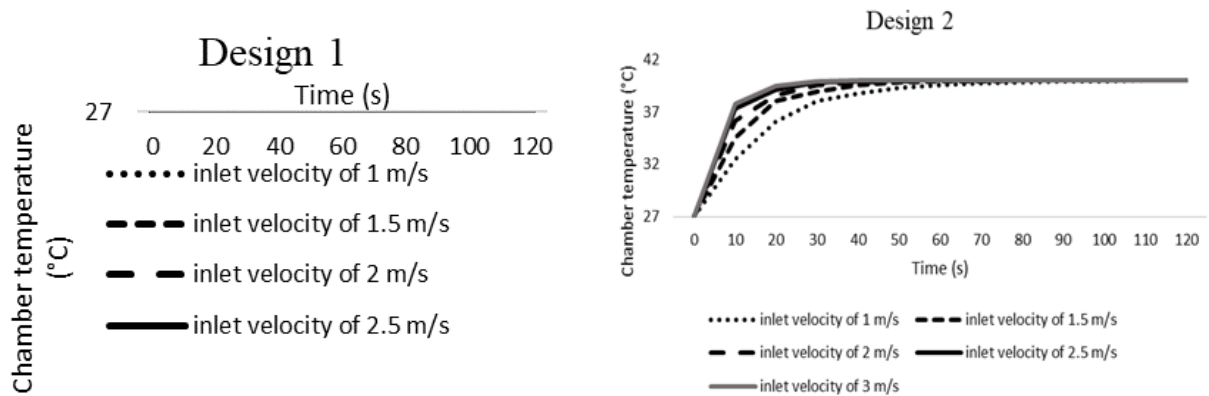 Design 1
Time (s)
27
0 20 40 60 80 100 120
Chamber temperature
(°C)
inlet velocity of 1 m/s
inlet velocity of 1.5 m/s
inlet velocity of 2 m/s
inlet velocity of 2.5 m/s
Design 2
Chamber temperature (°C)
42
37
32
27
0 10 20 30 40 50 60 70 80 90 100 110 120
Time (s)
inlet velocity of 1 m/s inlet velocity of 1.5 m/s
inlet velocity of 2 m/s inlet velocity of 2.5 m/s
inlet velocity of 3 m/s